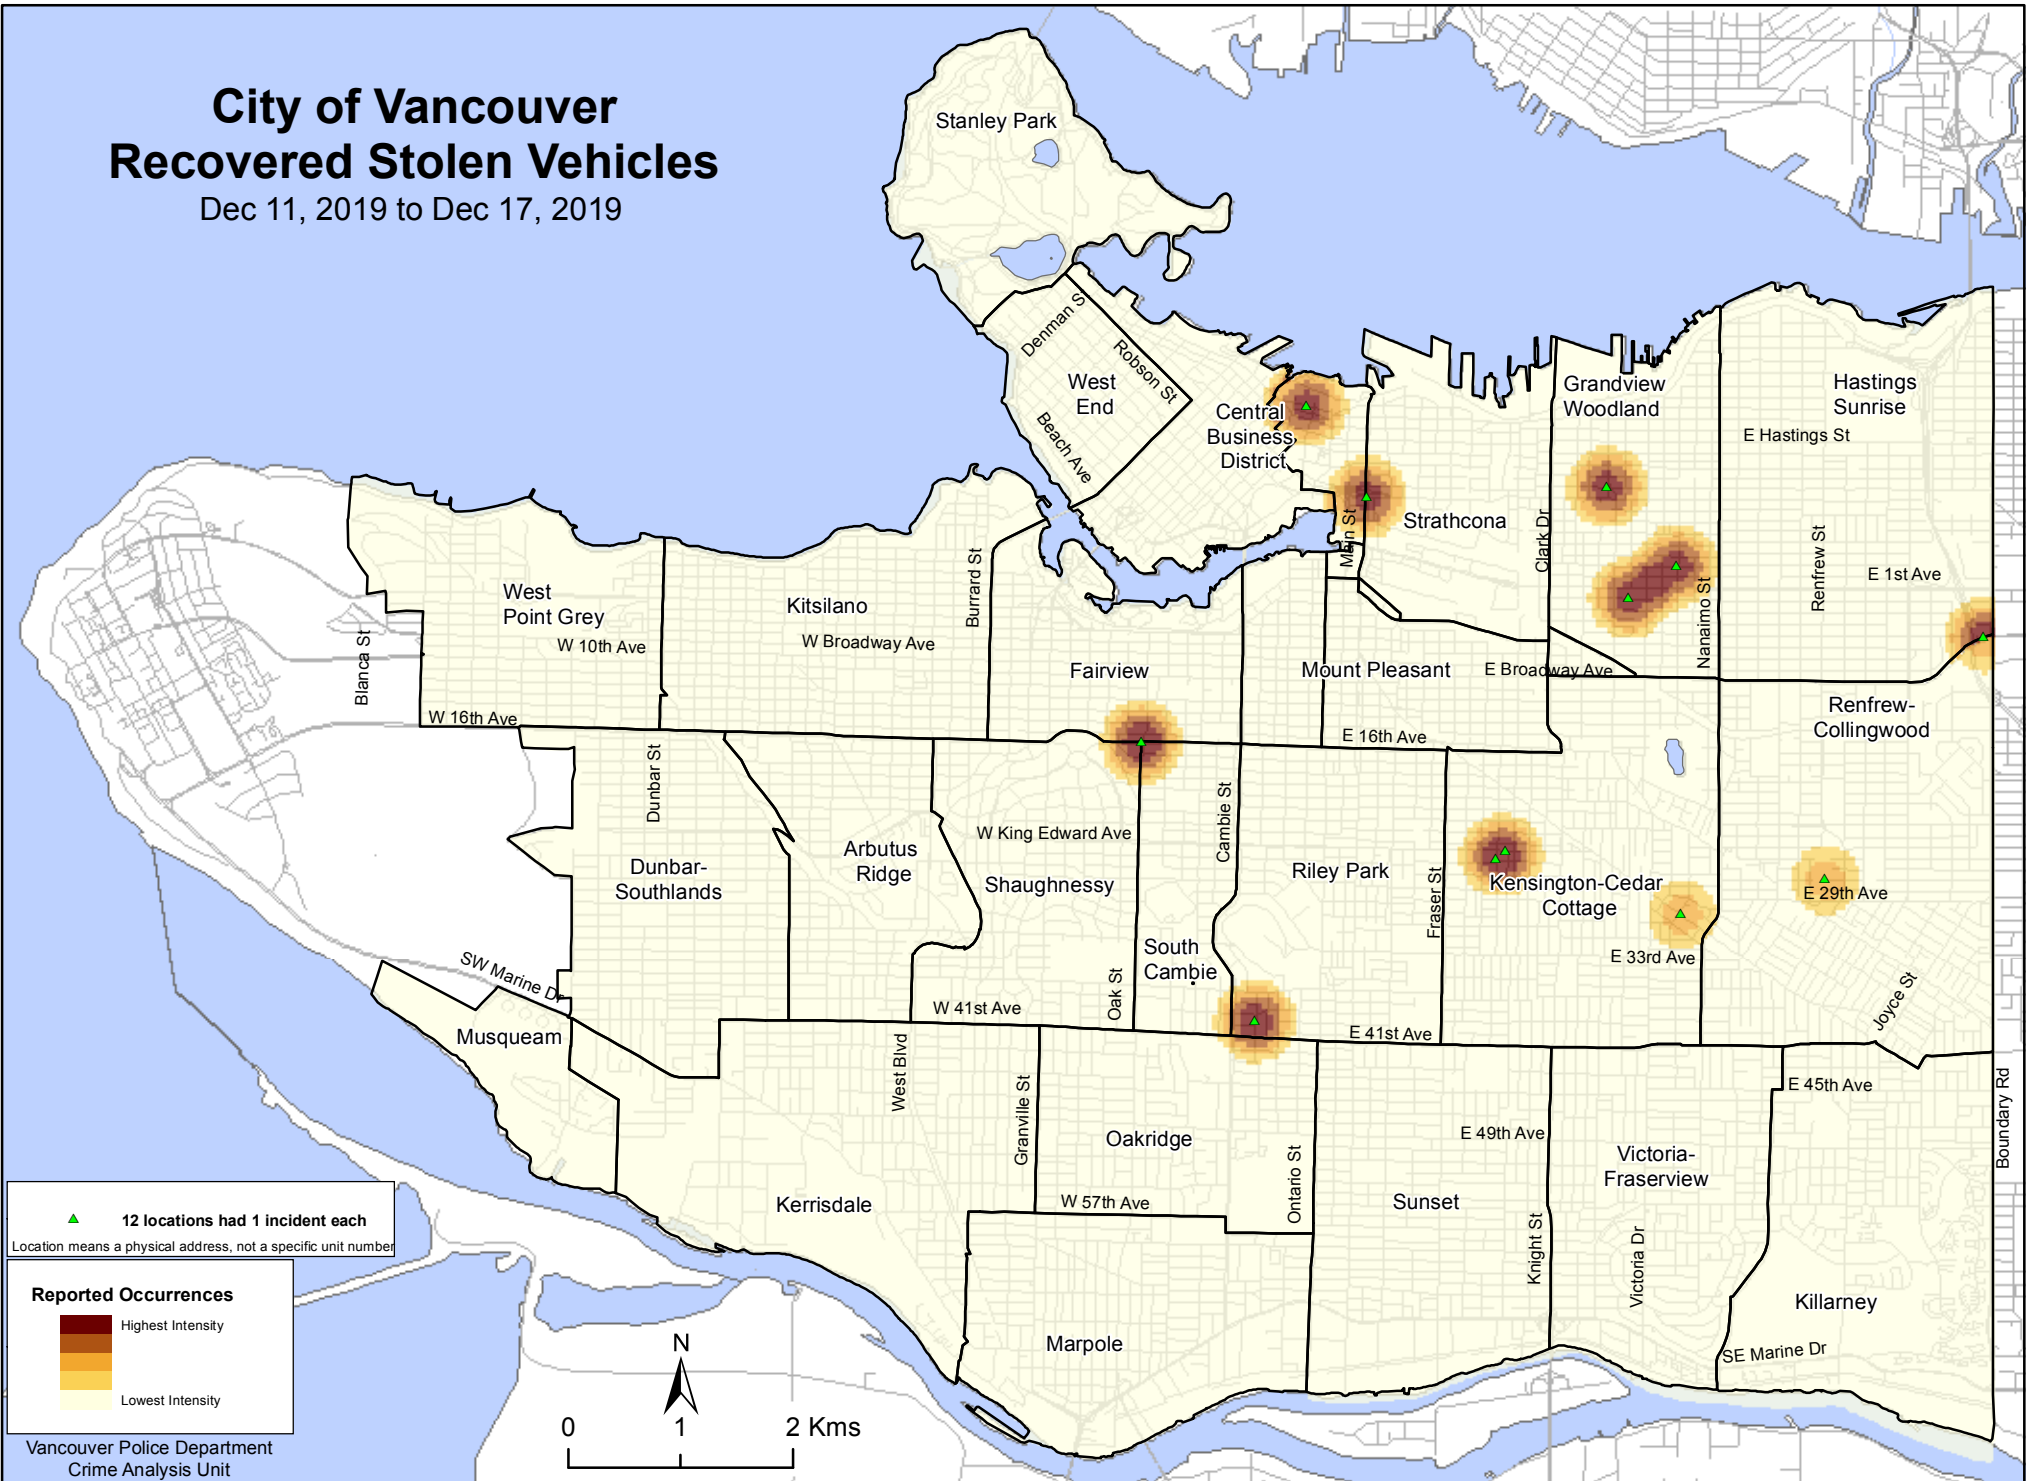 City of Vancouver
Recovered Stolen Vehicles
Dec 11, 2019 to Dec 17, 2019
Stanley Park
Denman S
Robson St
West
End
Beach Ave
Central
Business
District
Main St
Strathcona
Clark Dr
Grandview
Woodland
Hastings
Sunrise
E Hastings St
Renfrew St
E 1st Ave
Nanaimo St
West
Point Grey
W 10th Ave
Blanca St
W 16th Ave
Kitsilano
W Broadway Ave
Burrard St
Fairview
Mount Pleasant
E Broadway Ave
E 16th Ave
Renfrew-
Collingwood
Dunbar St
Dunbar-
Southlands
Arbutus
Ridge
W King Edward Ave
Shaughnessy
Cambie St
Riley Park
Fraser St
Kensington-Cedar
Cottage
E 29th Ave
E 33rd Ave
South
Cambie
Oak St
W 41st Ave
E 41st Ave
Joyce St
SW Marine Dr
Musqueam
West Blvd
Granville St
Oakridge
W 57th Ave
Ontario St
E 49th Ave
Sunset
Knight St
Victoria-
Fraserview
Victoria Dr
E 45th Ave
Boundary Rd
Kerrisdale
Marpole
Killarney
SE Marine Dr
12 locations had 1 incident each
Location means a physical address, not a specific unit number
Reported Occurrences
Highest Intensity
Lowest Intensity
Vancouver Police Department
Crime Analysis Unit
N
0 1 2 Kms